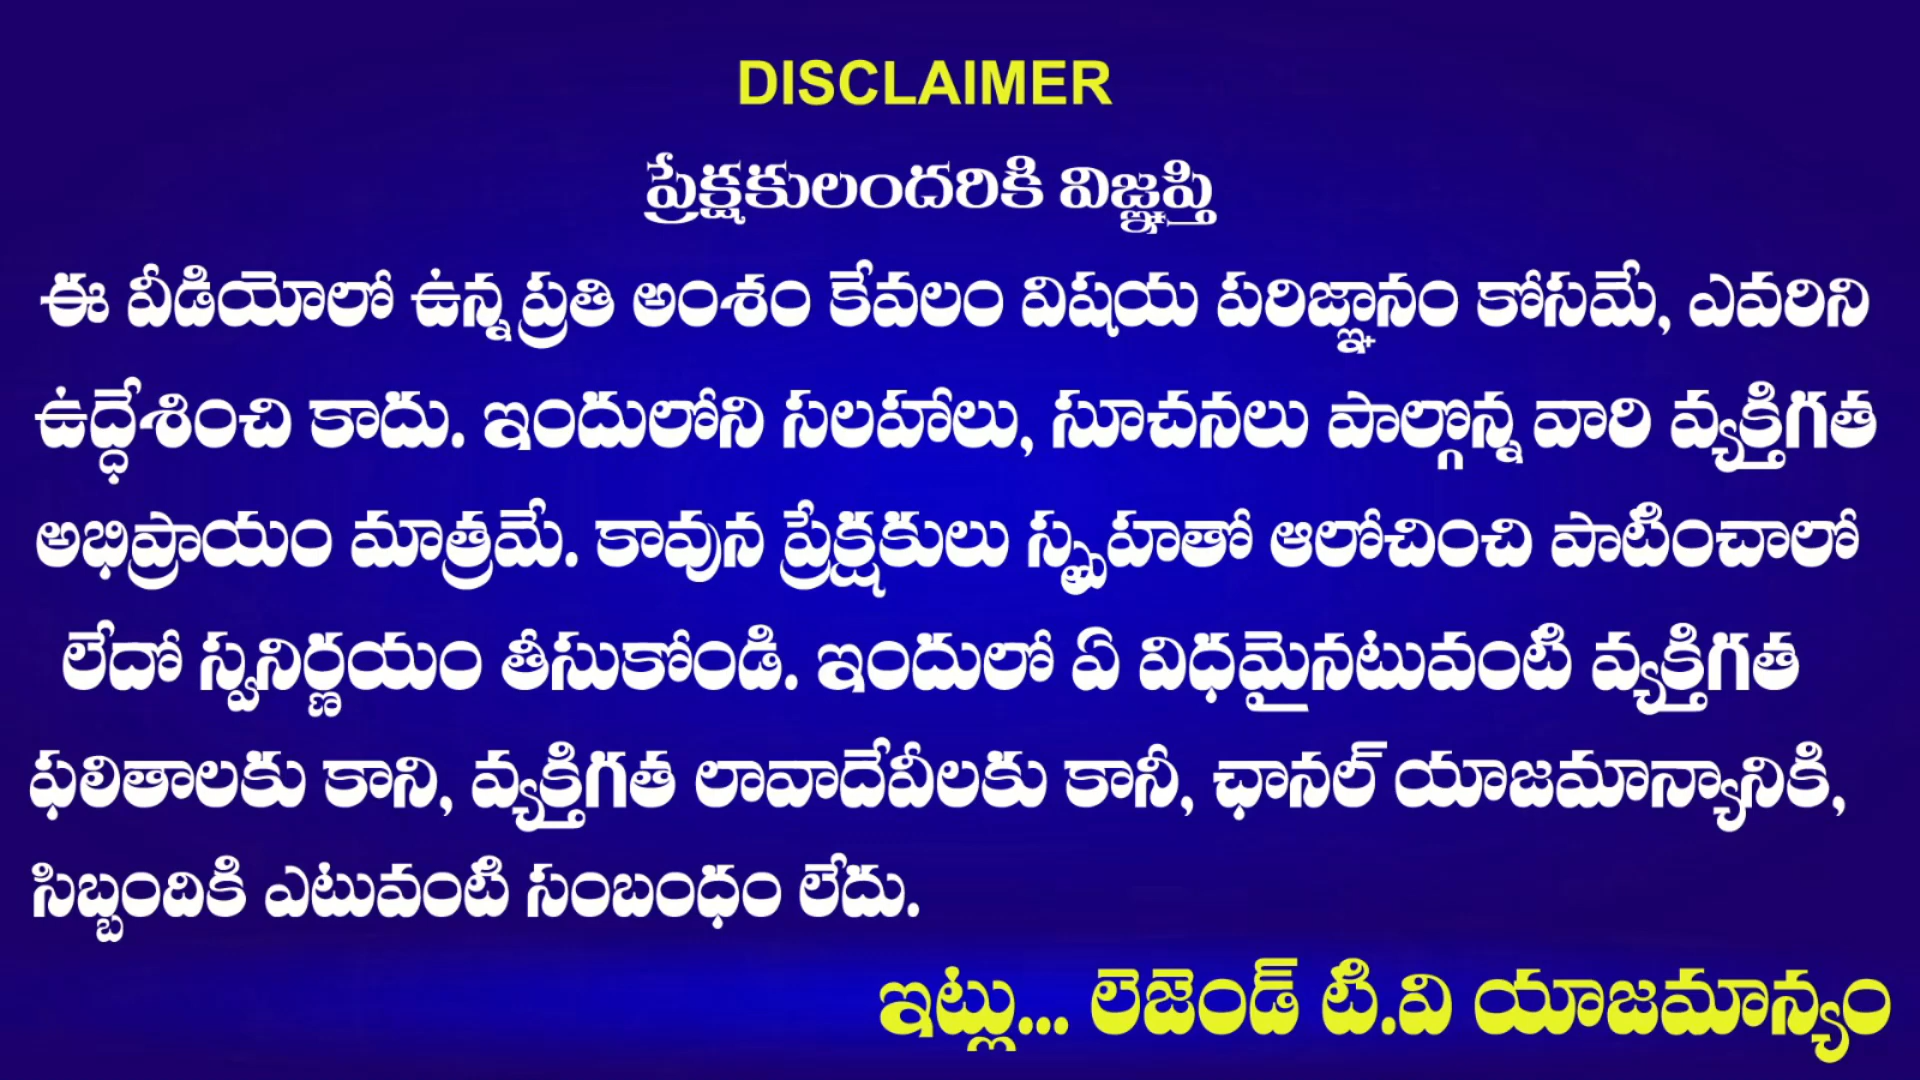 DISCLAIMER
ప్రేక్షకులందరికి విజ్ఞప్తి
ఈ వీడియోలో ఉన్న ప్రతి అంశం కేవలం విషయ పరిజ్ఞానం కోసమే, ఎవరిని
ఉద్ధేశించి కాదు. ఇందులోని సలహాలు, సూచనలు పాల్గొన్న వారి వ్యక్తిగత
అభిప్రాయం మాత్రమే. కావున ప్రేక్షకులు స్పృహతో ఆలోచించి పాటించాలో
లేదో స్వనిర్ణయం తీసుకోండి. ఇందులో ఏ విధమైనటువంటి వ్యక్తిగత
ఫలితాలకు కాని, వ్యక్తిగత లావాదేవీలకు కానీ, ఛానల్ యాజమాన్యానికి,
సిబ్బందికి ఎటువంటి సంబంధం లేదు.
ఇట్లు... లెజెండ్ టి.వి యాజమాన్యం